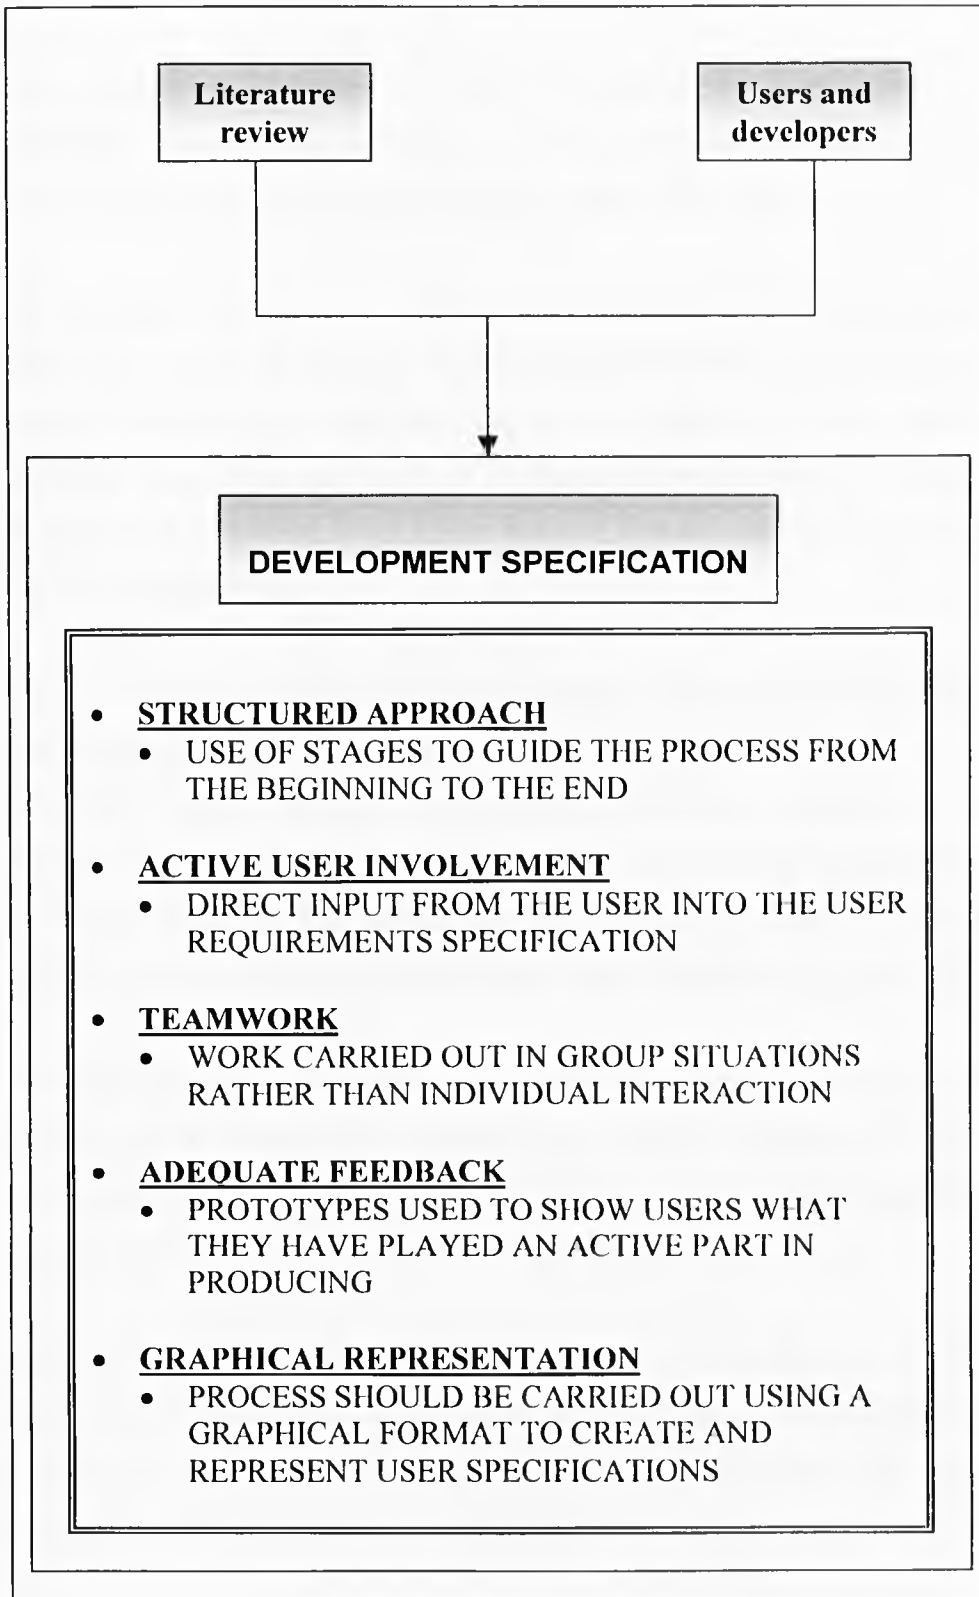 Literature
review
Users and
developers
DEVELOPMENT SPECIFICATION
• STRUCTURED APPROACH
• USE OF STAGES TO GUIDE THE PROCESS FROM
THE BEGINNING TO THE END
• ACTIVE USER INVOLVEMENT
• DIRECT INPUT FROM THE USER INTO THE USER
REQUIREMENTS SPECIFICATION
• TEAMWORK
• WORK CARRIED OUT IN GROUP SITUATIONS
RATHER THAN INDIVIDUAL INTERACTION
• ADEQUATE FEEDBACK
• PROTOTYPES USED TO SHOW USERS WHAT
THEY HAVE PLAYED AN ACTIVE PART IN
PRODUCING
• GRAPHICAL REPRESENTATION
• PROCESS SHOULD BE CARRIED OUT USING A
GRAPHICAL FORMAT TO CREATE AND
REPRESENT USER SPECIFICATIONS